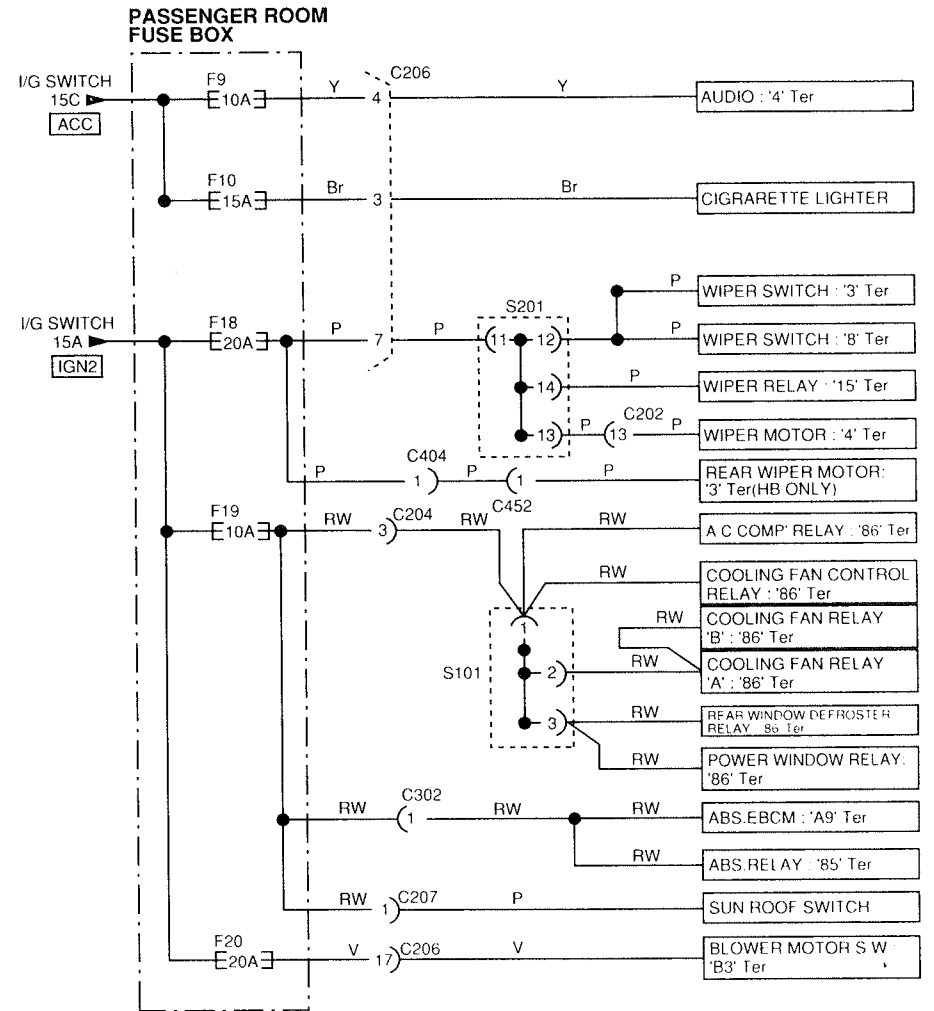 PASSENGER ROOM
FUSE BOX
I/G SWITCH
15C
ACC
F9
10A
Y
4
C206
Y
AUDIO : '4' Ter
F10
15A
Br
3
Br
CIGRARETTE LIGHTER
I/G SWITCH
15A
IGN2
F18
20A
P
7
P
S201
11
12
P
WIPER SWITCH : '3' Ter
P
WIPER SWITCH : '8' Ter
14
P
WIPER RELAY : '15' Ter
13
P
C202
13
P
WIPER MOTOR : '4' Ter
P
C404
1
P
1
C452
P
REAR WIPER MOTOR:
'3' Ter(HB ONLY)
F19
10A
RW
3
C204
RW
RW
A C COMP' RELAY : '86' Ter
RW
COOLING FAN CONTROL
RELAY : '86' Ter
S101
1
RW
COOLING FAN RELAY
'B' : '86' Ter
2
RW
COOLING FAN RELAY
'A' : '86' Ter
3
RW
REAR WINDOW DEFROSTER
RELAY 86 Ter
RW
POWER WINDOW RELAY:
'86' Ter
RW
C302
1
RW
RW
ABS.EBCM : 'A9' Ter
RW
ABS.RELAY : '85' Ter
RW
1
C207
P
SUN ROOF SWITCH
F20
20A
V
17
C206
V
BLOWER MOTOR S W :
'B3' Ter